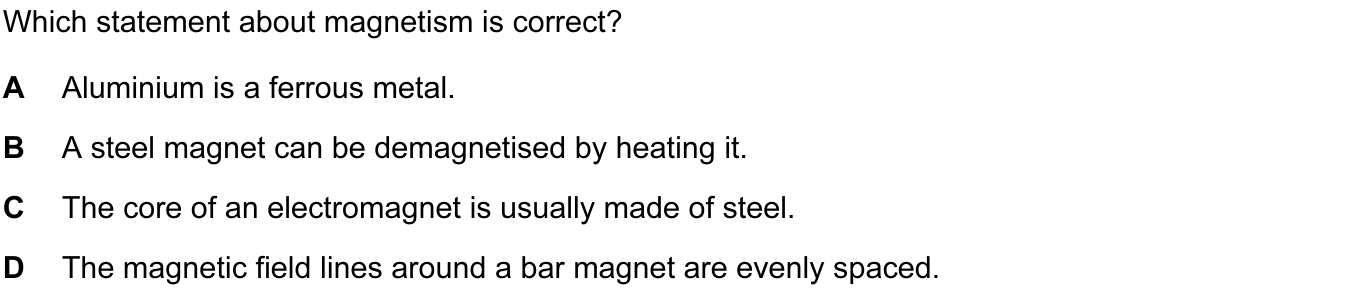 Which statement about magnetism is correct?
A Aluminium is a ferrous metal.
B A steel magnet can be demagnetised by heating it.
C The core of an electromagnet is usually made of steel.
D The magnetic field lines around a bar magnet are evenly spaced.